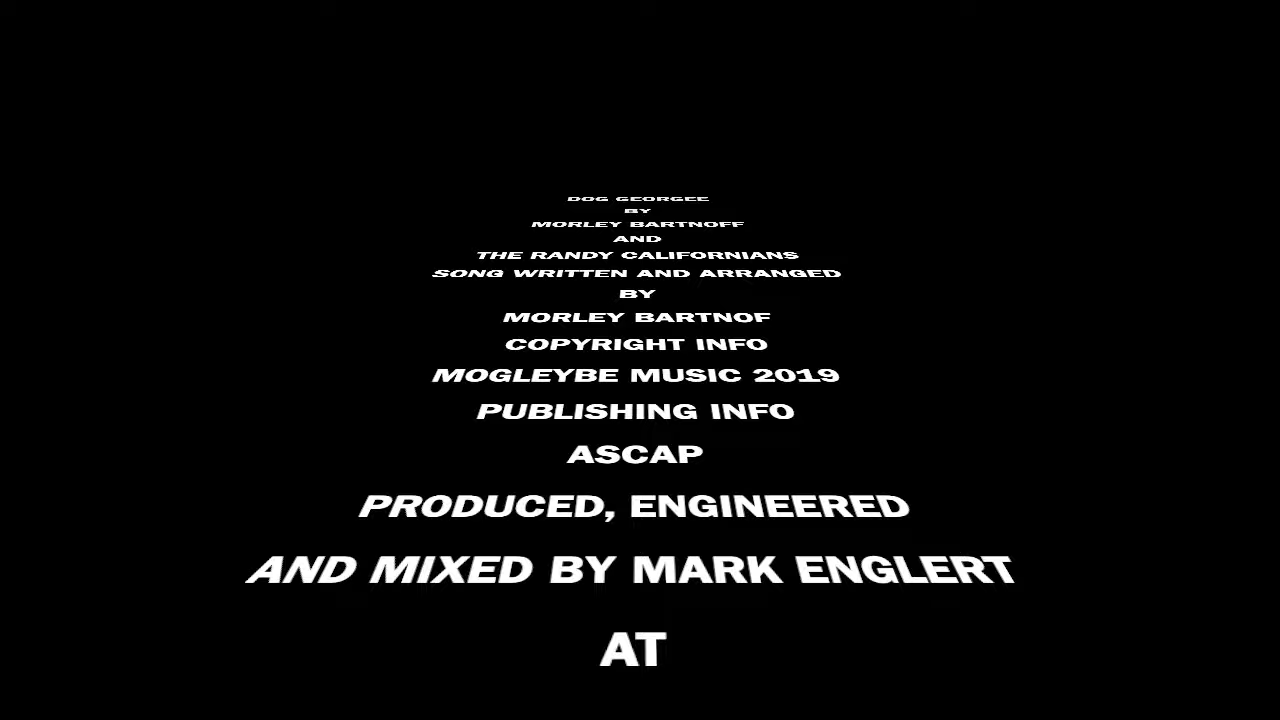 DOG GEORGEE
BY
MORLEY BARTNOFF
AND
THE RANDY CALIFORNIANS
SONG WRITTEN AND ARRANGED
BY
MORLEY BARTNOF
COPYRIGHT INFO
MOGLEYBE MUSIC 2019
PUBLISHING INFO
ASCAP
PRODUCED, ENGINEERED
AND MIXED BY MARK ENGLERT
AT